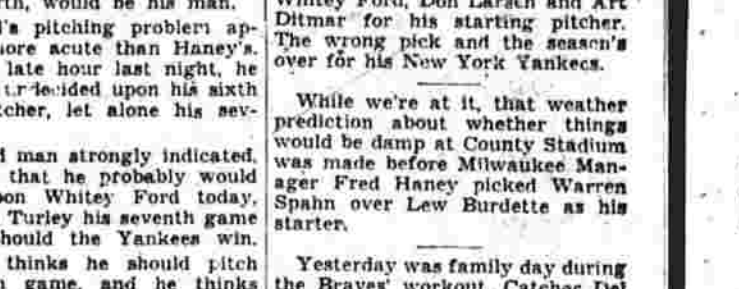 rth, would be his man.
's pitching problem ap-
more acute than Haney's.
late hour last night, he
undecided upon his sixth
tcher, let alone his sev-
d man strongly indicated.
that he probably would
pon Whitey Ford today,
Turley his seventh game
should the Yankees win.
thinks he should pitch
game, and he thinks
Whitey Ford, Don Larsen and Art
Ditmar for his starting pitcher.
The wrong pick and the season's
over for his New York Yankees.
While we're at it, that weather
prediction about whether things
would be damp at County Stadium
was made before Milwaukee Man-
ager Fred Haney picked Warren
Spahn over Lew Burdette as his
starter.
Yesterday was family day during
the Braves' workout. Catcher Del